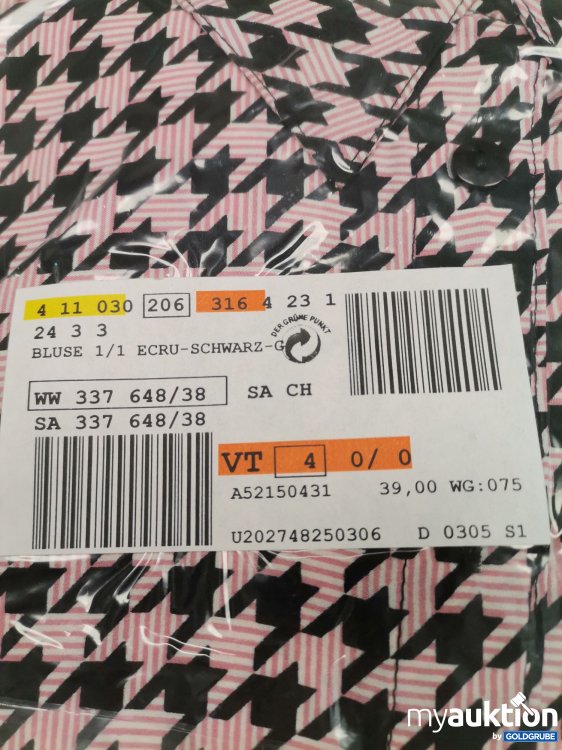 4 11 030 206 316 4 23 1
24 3 3
BLUSE 1/1 ECRU-SCHWARZ-G
DER GRÜNE PUNKT
WW 337 648/38 SA CH
SA 337 648/38
VT 4 0/ 0
A52150431 39,00 WG:075
U202748250306 D 0305 S1
myauktion
by GOLDGRUBE